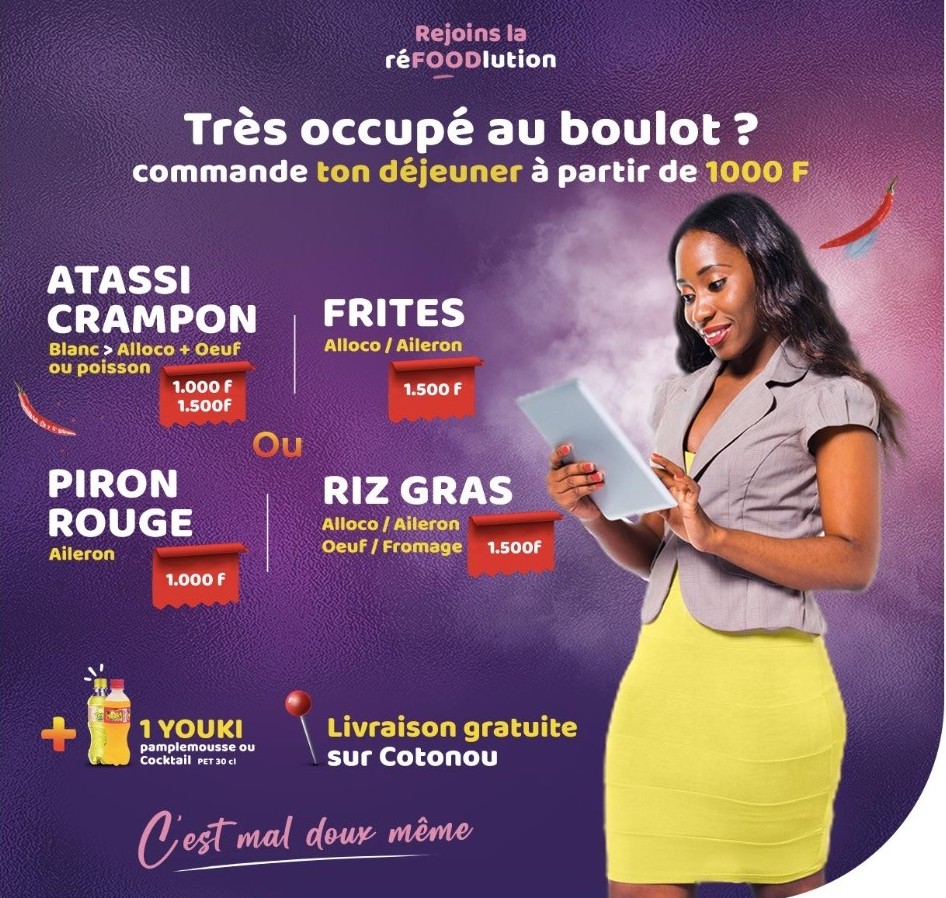 Rejoins la
réFOODlution
Très occupé au boulot ?
commande ton déjeuner à partir de 1000 F
ATASSI
CRAMPON
Blanc > Alloco + Oeuf
ou poisson
1.000 F
1.500F
FRITES
Alloco / Aileron
1.500 F
Ou
PIRON
ROUGE
Aileron
1.000 F
RIZ GRAS
Alloco / Aileron
Oeuf / Fromage
1.500F
+ 1 YOUKI
pamplemousse ou
Cocktail PET 30 cl
Livraison gratuite
sur Cotonou
C'est mal doux même